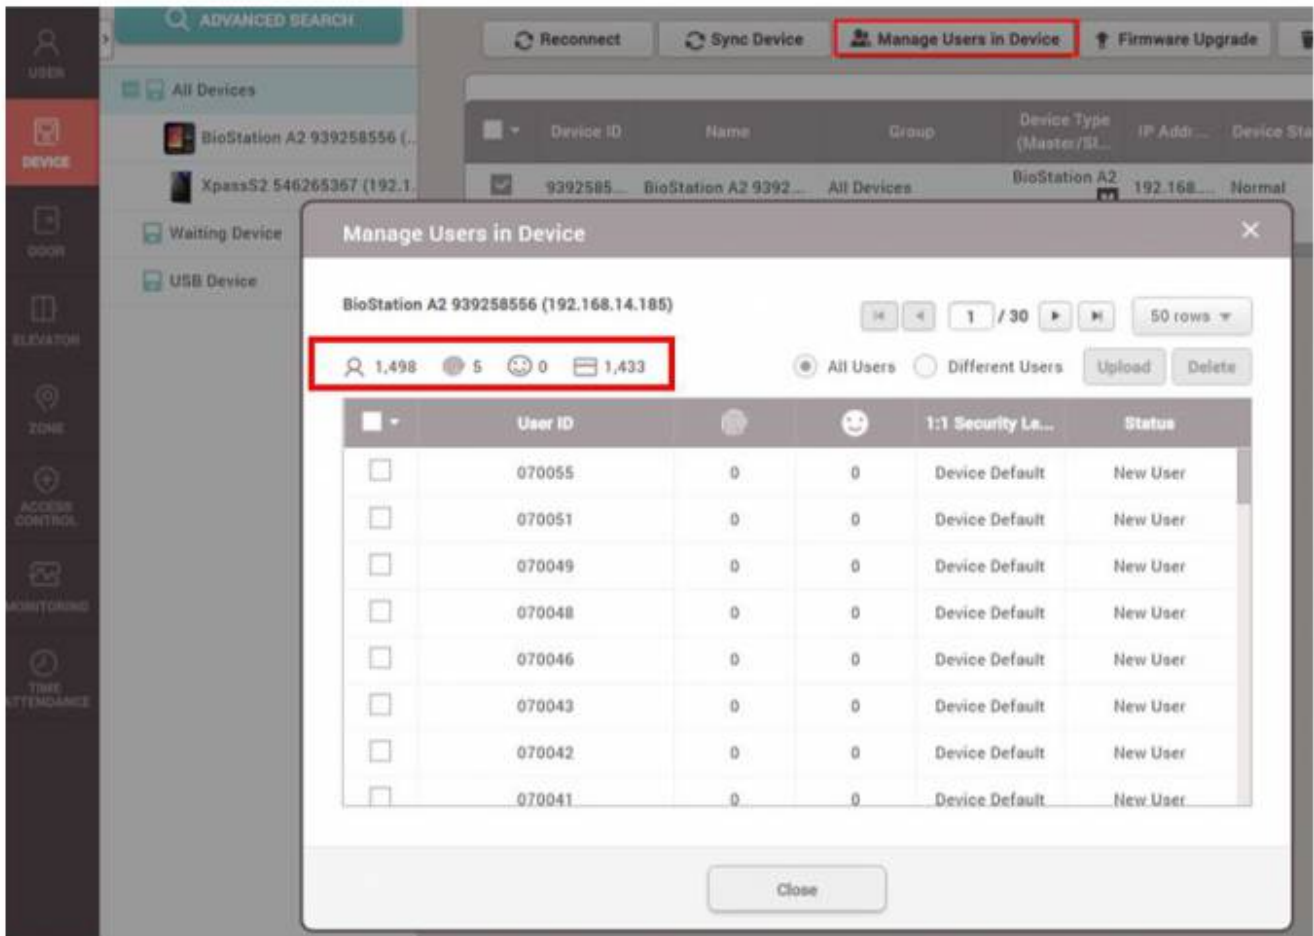 ADVANCED SEARCH
Reconnect
Sync Device
Manage Users in Device
Firmware Upgrade
USER
DEVICE
DOOR
ELEVATOR
ZONE
ACCESS CONTROL
MONITORING
TIME ATTENDANCE
All Devices
BioStation A2 939258556 (...
XpassS2 546265367 (192.1.
Waiting Device
USB Device
Device ID Name Group Device Type (Master/Sl... IP Addr... Device Sta
9392585... BioStation A2 9392... All Devices BioStation A2 M 192.168.... Normal
Manage Users in Device
BioStation A2 939258556 (192.168.14.185)
1 / 30
50 rows
1,498 5 0 1,433
All Users Different Users Upload Delete
User ID 1:1 Security Le... Status
070055 0 0 Device Default New User
070051 0 0 Device Default New User
070049 0 0 Device Default New User
070048 0 0 Device Default New User
070046 0 0 Device Default New User
070043 0 0 Device Default New User
070042 0 0 Device Default New User
070041 0 0 Device Default New User
Close